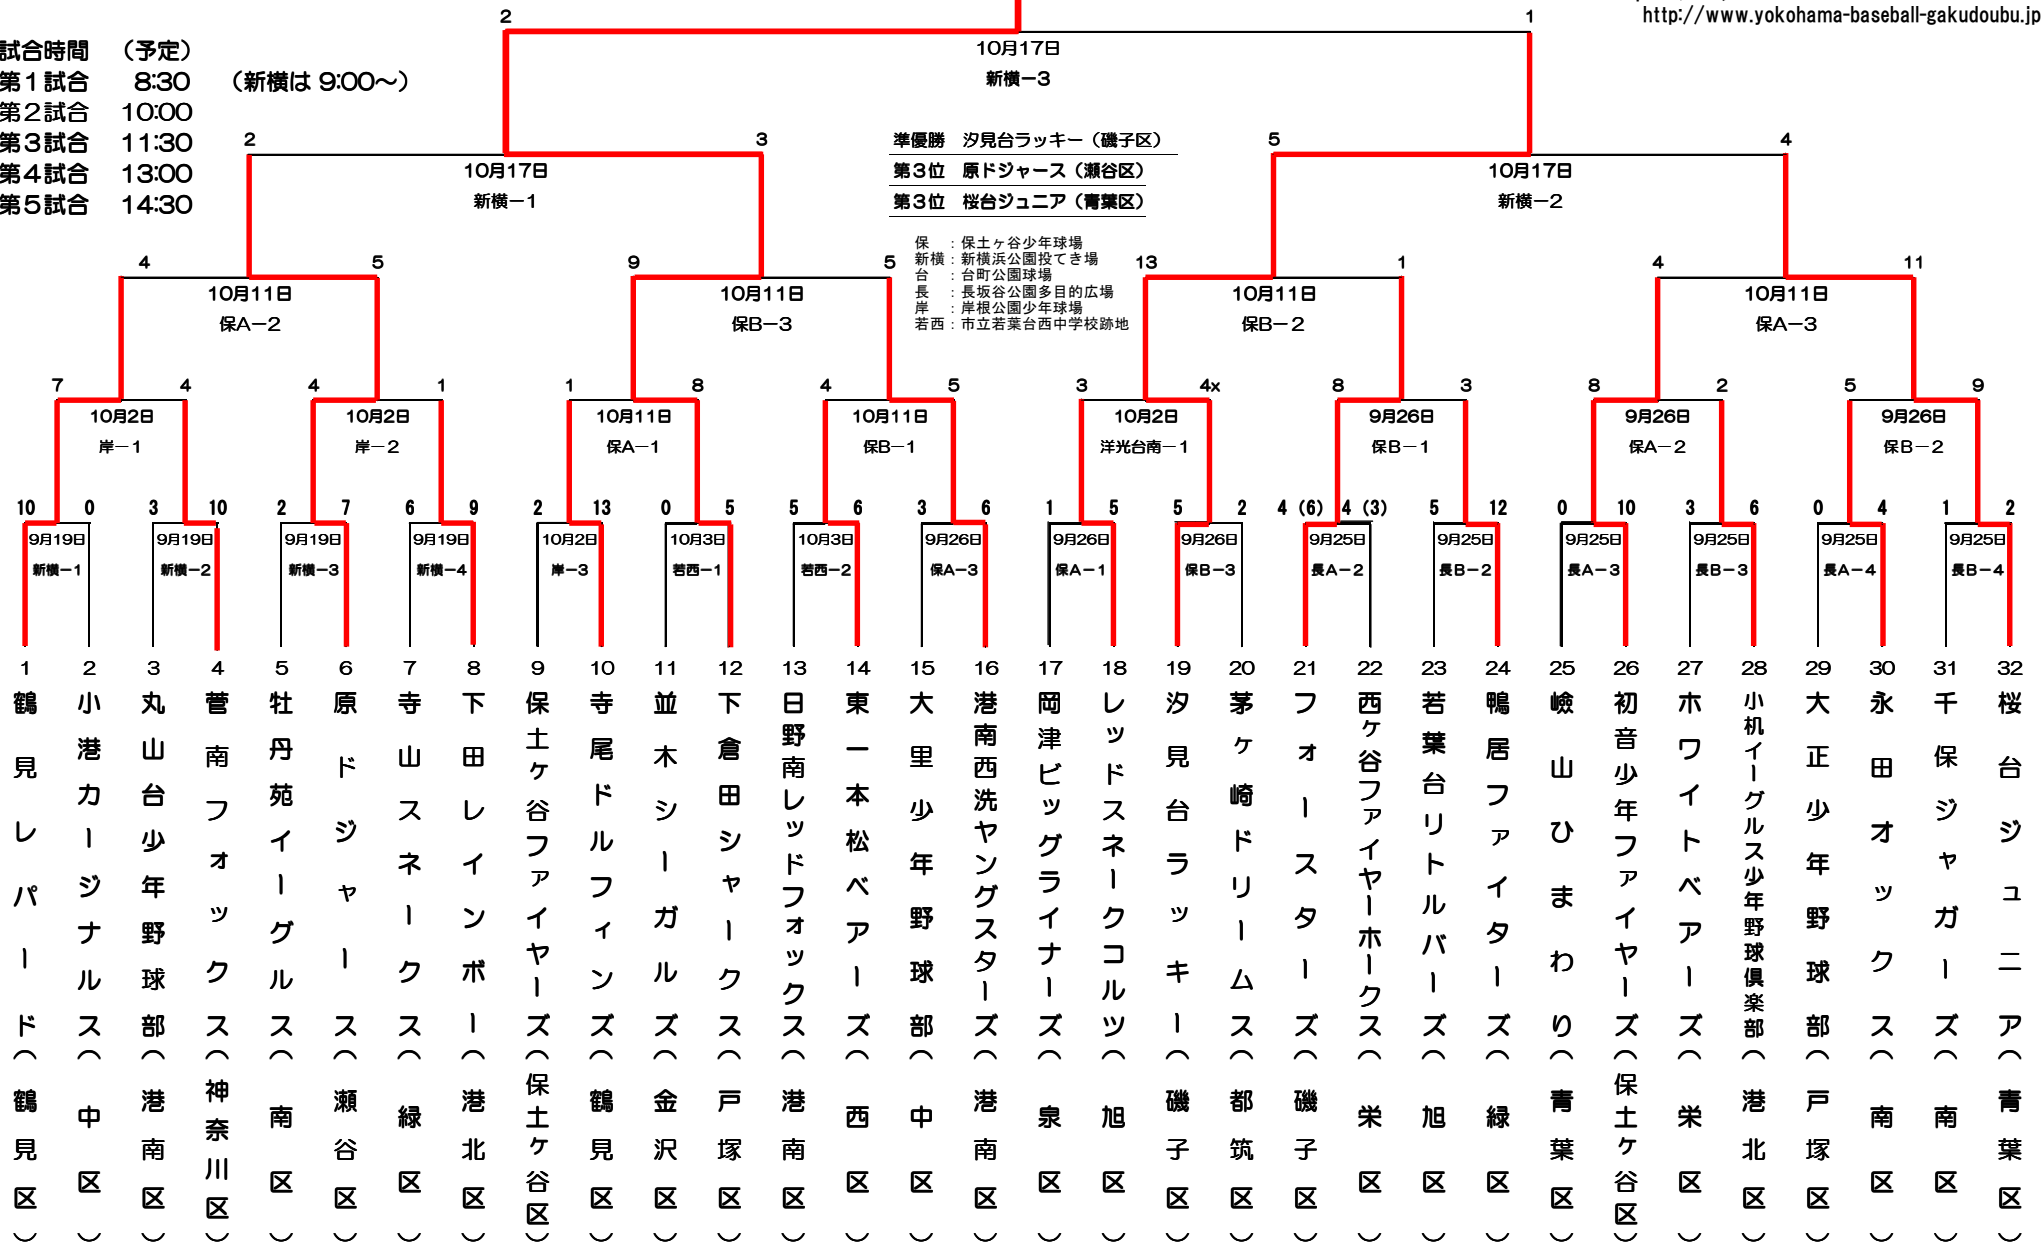 http://www.yokohama-baseball-gakudoubu.jp
2 1
10月17日
新横－3
試合時間 （予定）
第1試合 8:30 （新横は 9:00～）
第2試合 10:00
第3試合 11:30
第4試合 13:00
第5試合 14:30
2 3 5 4
10月17日 10月17日
新横－1 新横－2
準優勝 汐見台ラッキー（磯子区）
第3位 原ドジャース（瀬谷区）
第3位 桜台ジュニア（青葉区）
保 ：保土ヶ谷少年球場
新横：新横浜公園投てき場
台 ：台町公園球場
長 ：長坂谷公園多目的広場
岸 ：岸根公園少年球場
若西：市立若葉台西中学校跡地
4 5 9 5 13 1 4 11
10月11日 10月11日 10月11日 10月11日
保A－2 保B－3 保B－2 保A－3
7 4 4 1 1 8 4 5 3 4x 8 3 8 2 5 9
10月2日 10月2日 10月11日 10月11日 10月2日 9月26日 9月26日 9月26日
岸－1 岸－2 保A－1 保B－1 洋光台南－1 保B－1 保A－2 保B－2
10 0 3 10 2 7 6 9 2 13 0 5 5 6 3 6 1 5 5 2 4（6） 4（3） 5 12 0 10 3 6 0 4 1 2
9月19日 9月19日 9月19日 9月19日 10月2日 10月3日 10月3日 9月26日 9月26日 9月26日 9月25日 9月25日 9月25日 9月25日 9月25日 9月25日
新横－1 新横－2 新横－3 新横－4 岸－3 若西－1 若西－2 保A－3 保A－1 保B－3 長A－2 長B－2 長A－3 長B－3 長A－4 長B－4
1 鶴見レパード（鶴見区）
2 小港カージナルス（中区）
3 丸山台少年野球部（港南区）
4 菅南フォックス（神奈川区）
5 牡丹苑イーグルス（南区）
6 原ドジャース（瀬谷区）
7 寺山スネークス（緑区）
8 下田レインボー（港北区）
9 保土ヶ谷ファイヤーズ（保土ケ谷区）
10 寺尾ドルフィンズ（鶴見区）
11 並木シーガルズ（金沢区）
12 下倉田シャークス（戸塚区）
13 日野南レッドフォックス（港南区）
14 東一本松ベアーズ（西区）
15 大里少年野球部（中区）
16 港南西洗ヤングスターズ（港南区）
17 岡津ビッグライナーズ（泉区）
18 レッドスネークコルツ（旭区）
19 汐見台ラッキー（磯子区）
20 茅ヶ崎ドリームス（都筑区）
21 フォースターズ（磯子区）
22 西ヶ谷ファイヤーホークス（栄区）
23 若葉台リトルバーズ（旭区）
24 鴨居ファイターズ（緑区）
25 嶮山ひまわり（青葉区）
26 初音少年ファイヤーズ（保土ケ谷区）
27 ホワイトベアーズ（栄区）
28 小机イーグルス少年野球倶楽部（港北区）
29 大正少年野球部（戸塚区）
30 永田オックス（南区）
31 千保ジャガーズ（南区）
32 桜台ジュニア（青葉区）